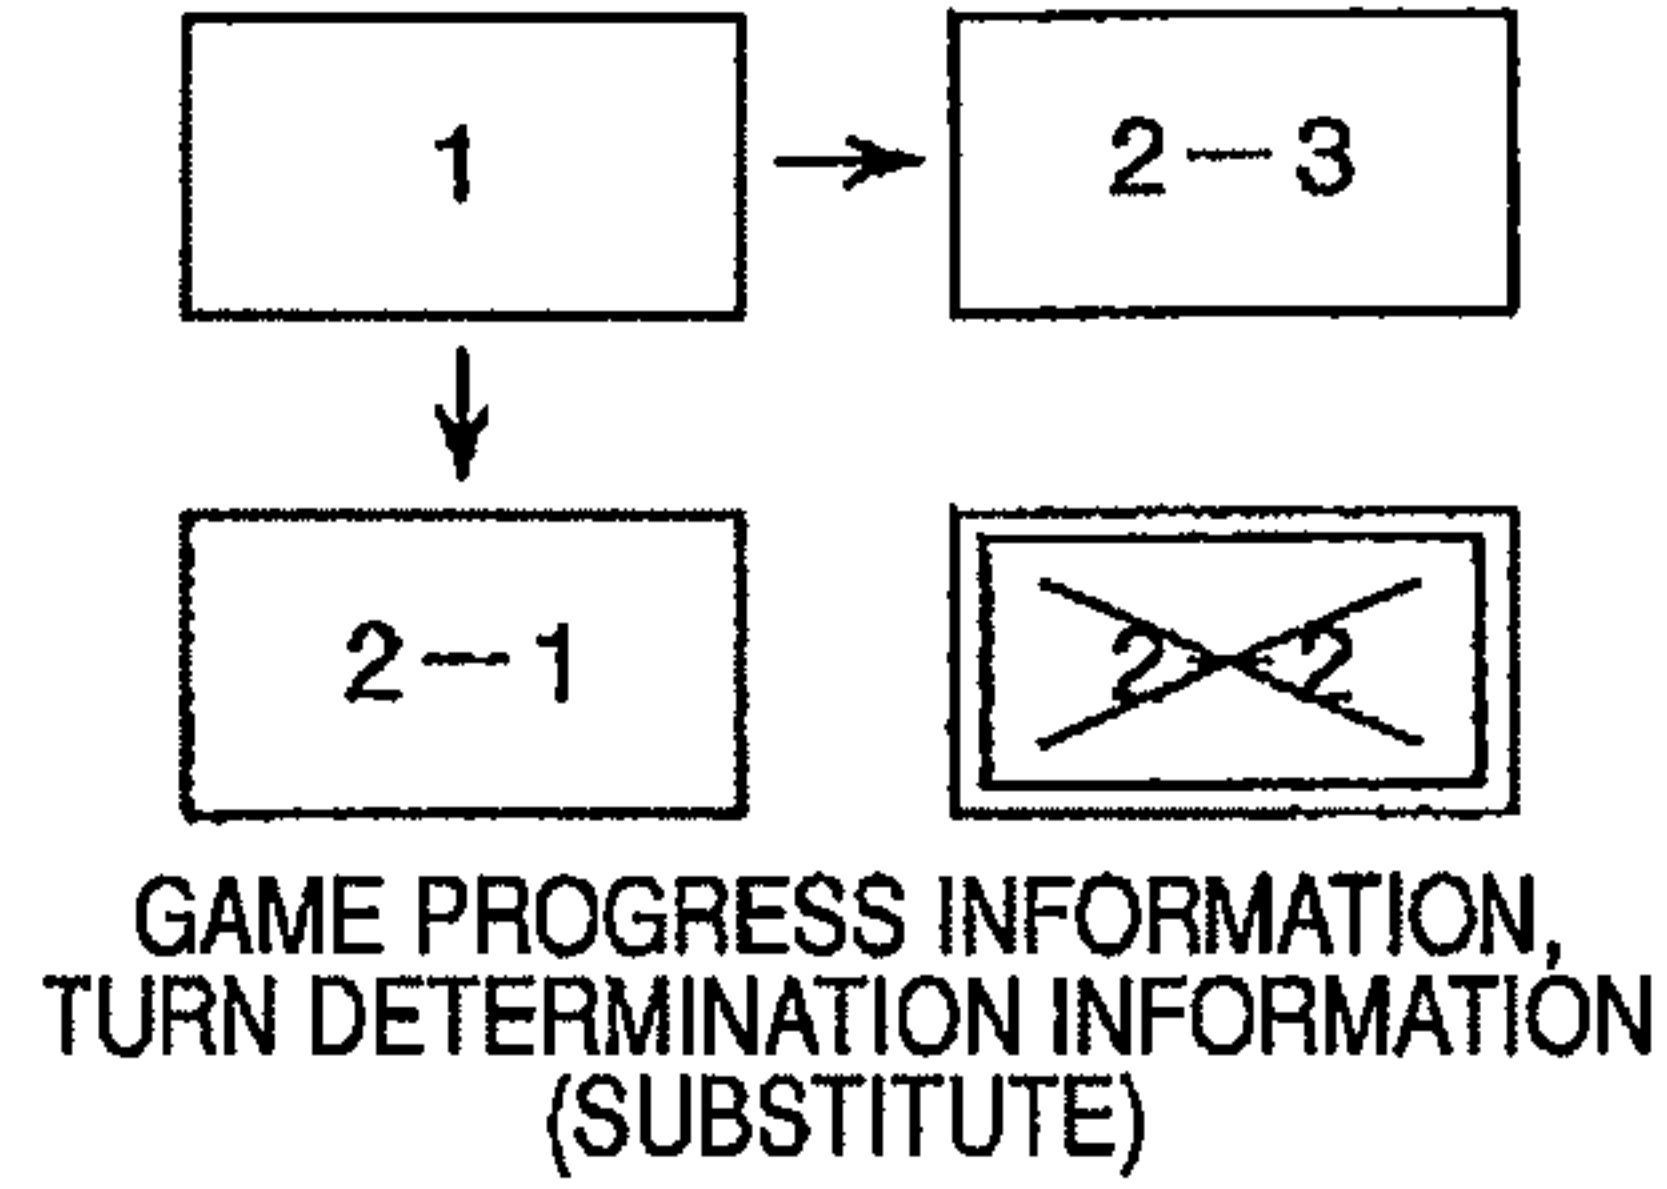 1
2-3
2-1
2-2
GAME PROGRESS INFORMATION,
TURN DETERMINATION INFORMATION
(SUBSTITUTE)